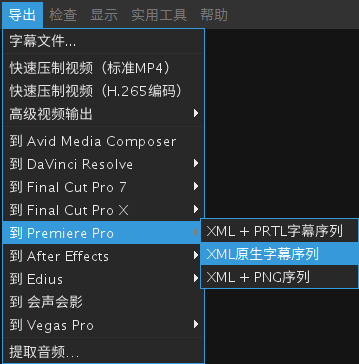 导出 检查 显示 实用工具 帮助
字幕文件...
快速压制视频（标准MP4）
快速压制视频（H.265编码）
高级视频输出
到 Avid Media Composer
到 DaVinci Resolve
到 Final Cut Pro 7
到 Final Cut Pro X
到 Premiere Pro
XML + PRTL字幕序列
XML原生字幕序列
XML + PNG序列
到 After Effects
到 Edius
到 会声会影
到 Vegas Pro
提取音频...